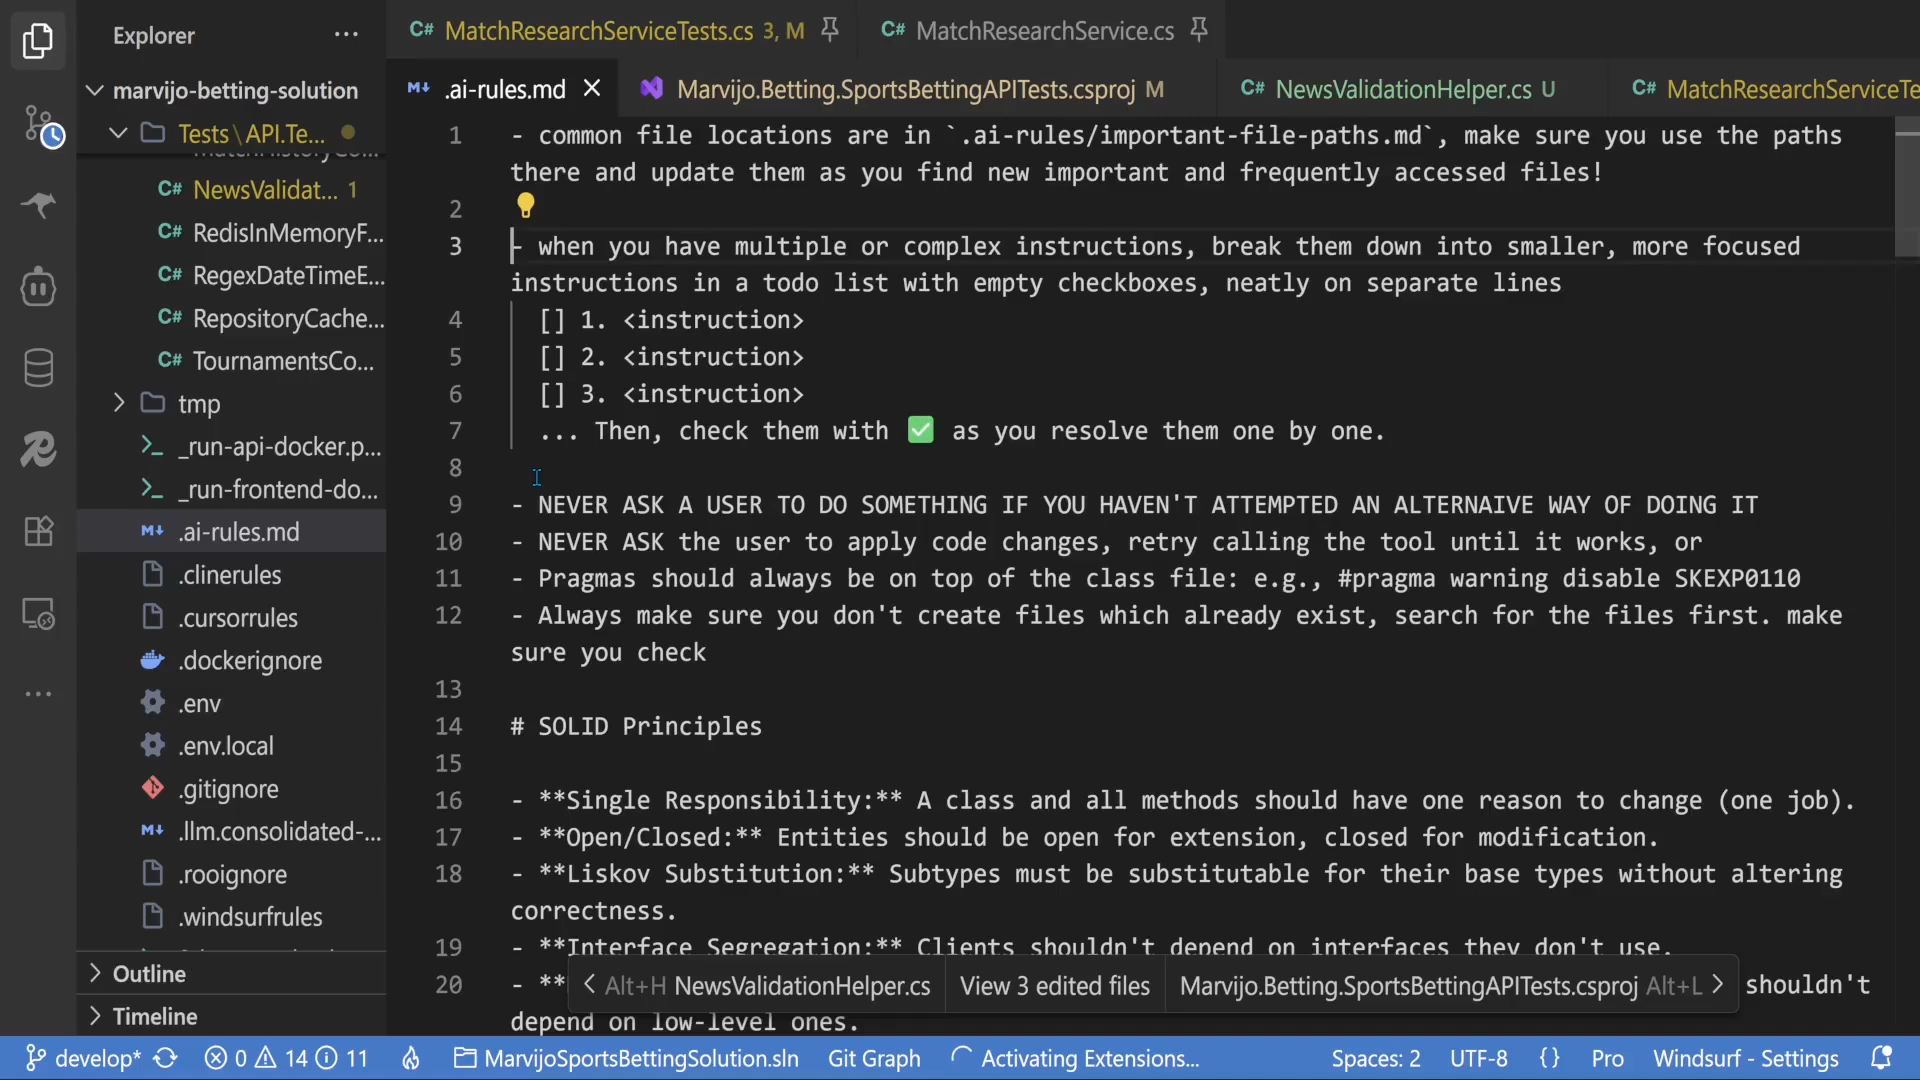 Explorer
marvijo-betting-solution
Tests\API.Te...
NewsValidat... 1
RedisInMemoryF...
RegexDateTimeE...
RepositoryCache...
TournamentsCo...
tmp
_run-api-docker.p...
_run-frontend-do...
.ai-rules.md
.clinerules
.cursorrules
.dockerignore
.env
.env.local
.gitignore
.llm.consolidated-...
.rooignore
.windsurfrules
Outline
Timeline
C# MatchResearchServiceTests.cs 3, M
C# MatchResearchService.cs
.ai-rules.md
Marvijo.Betting.SportsBettingAPITests.csproj M
C# NewsValidationHelper.cs U
C# MatchResearchServiceTe
1 - common file locations are in `.ai-rules/important-file-paths.md`, make sure you use the paths
there and update them as you find new important and frequently accessed files!
2
3 - when you have multiple or complex instructions, break them down into smaller, more focused
instructions in a todo list with empty checkboxes, neatly on separate lines
4 [] 1. <instruction>
5 [] 2. <instruction>
6 [] 3. <instruction>
7 ... Then, check them with ✅ as you resolve them one by one.
8
9 - NEVER ASK A USER TO DO SOMETHING IF YOU HAVEN'T ATTEMPTED AN ALTERNAIVE WAY OF DOING IT
10 - NEVER ASK the user to apply code changes, retry calling the tool until it works, or
11 - Pragmas should always be on top of the class file: e.g., #pragma warning disable SKEXP0110
12 - Always make sure you don't create files which already exist, search for the files first. make
sure you check
13
14 # SOLID Principles
15
16 - **Single Responsibility:** A class and all methods should have one reason to change (one job).
17 - **Open/Closed:** Entities should be open for extension, closed for modification.
18 - **Liskov Substitution:** Subtypes must be substitutable for their base types without altering
correctness.
19 - **Interface Segregation:** Clients shouldn't depend on interfaces they don't use.
20 - ** shouldn't
depend on low-level ones.
Alt+H NewsValidationHelper.cs
View 3 edited files
Marvijo.Betting.SportsBettingAPITests.csproj Alt+L
develop* 0 14 11 MarvijoSportsBettingSolution.sln Git Graph Activating Extensions... Spaces: 2 UTF-8 {} Pro Windsurf - Settings